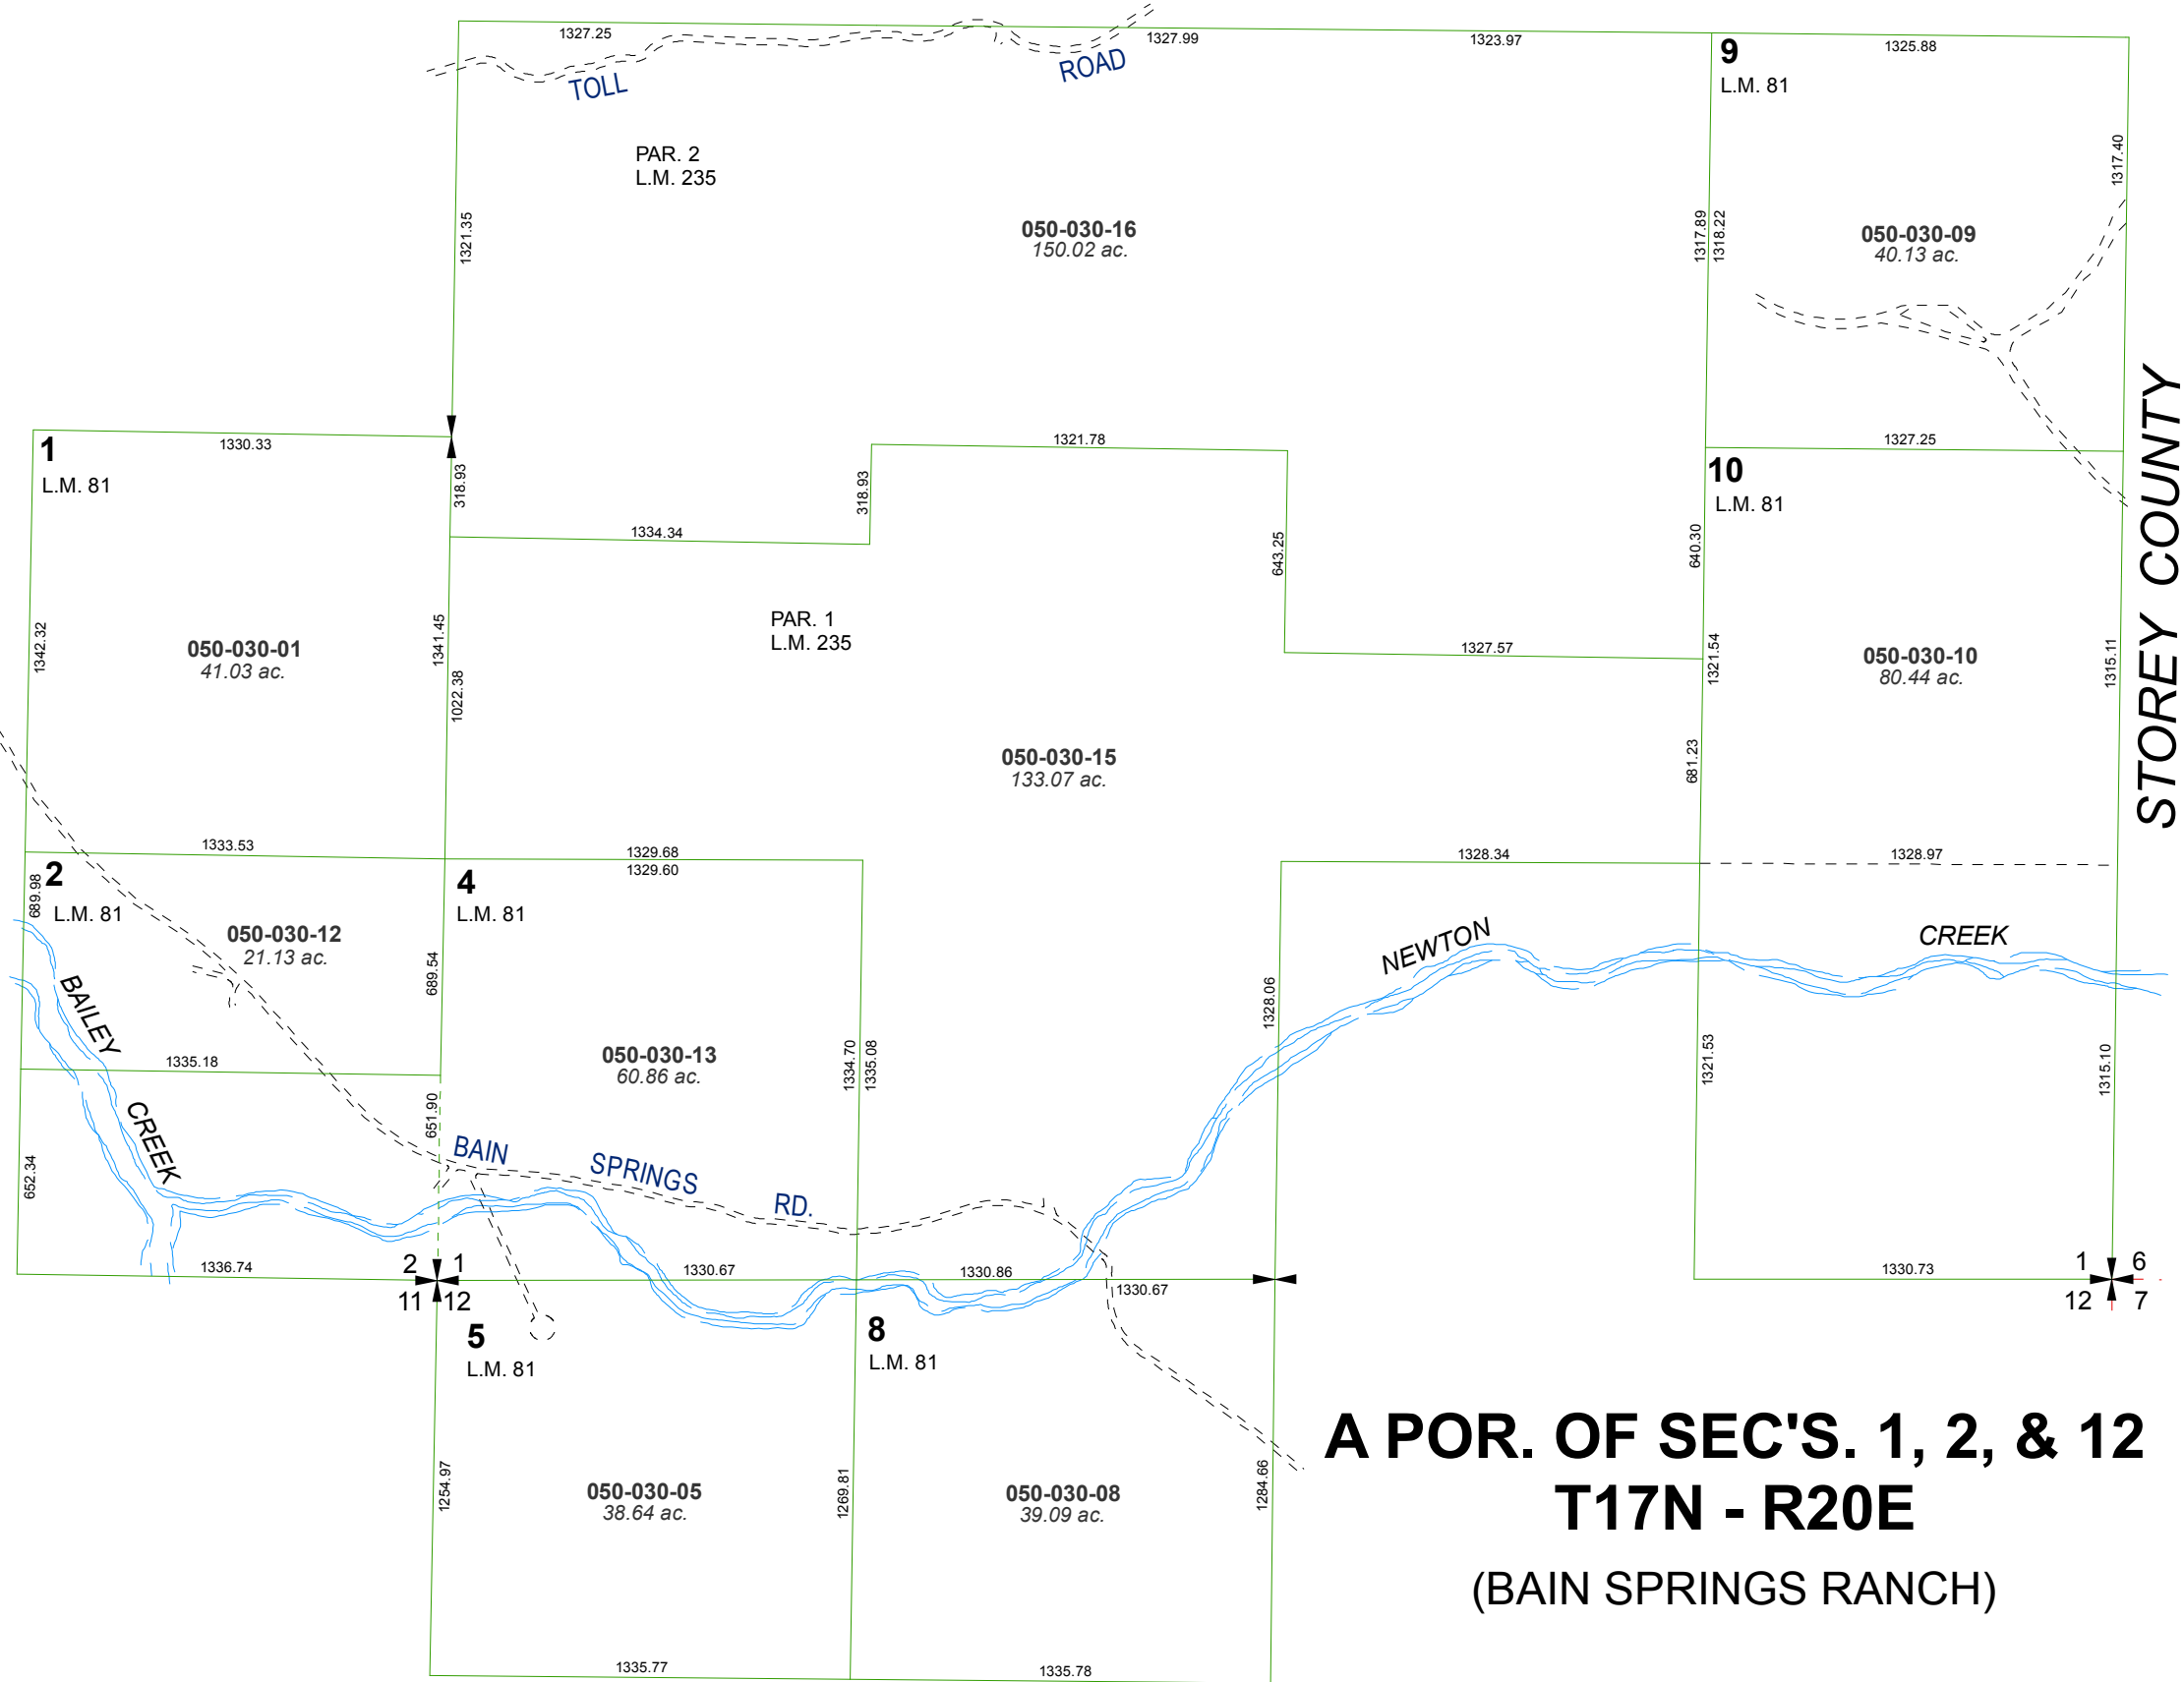 1327.25
1327.99
1323.97
1325.88
TOLL ROAD
9
L.M. 81
1317.40
PAR. 2
L.M. 235
1321.35
050-030-16
150.02 ac.
1317.89
1318.22
050-030-09
40.13 ac.
STOREY COUNTY
1
L.M. 81
1330.33
318.93
318.93
1321.78
1327.25
10
L.M. 81
1334.34
643.25
640.30
1342.32
050-030-01
41.03 ac.
1341.45
1022.38
PAR. 1
L.M. 235
1327.57
1321.54
050-030-10
80.44 ac.
1315.11
050-030-15
133.07 ac.
681.23
1333.53
1329.68
1329.60
1328.34
1328.97
2
L.M. 81
689.98
4
L.M. 81
050-030-12
21.13 ac.
689.54
NEWTON CREEK
BAILEY CREEK
1328.06
1335.18
050-030-13
60.86 ac.
1334.70
1335.08
1321.53
1315.10
651.90
652.34
BAIN SPRINGS RD.
1336.74
2 1
11 12
1330.67
1330.86
1330.67
1330.73
1 6
12 7
5
L.M. 81
8
L.M. 81
1254.97
050-030-05
38.64 ac.
1269.81
050-030-08
39.09 ac.
1284.66
1335.77
1335.78
A POR. OF SEC'S. 1, 2, & 12
T17N - R20E
(BAIN SPRINGS RANCH)